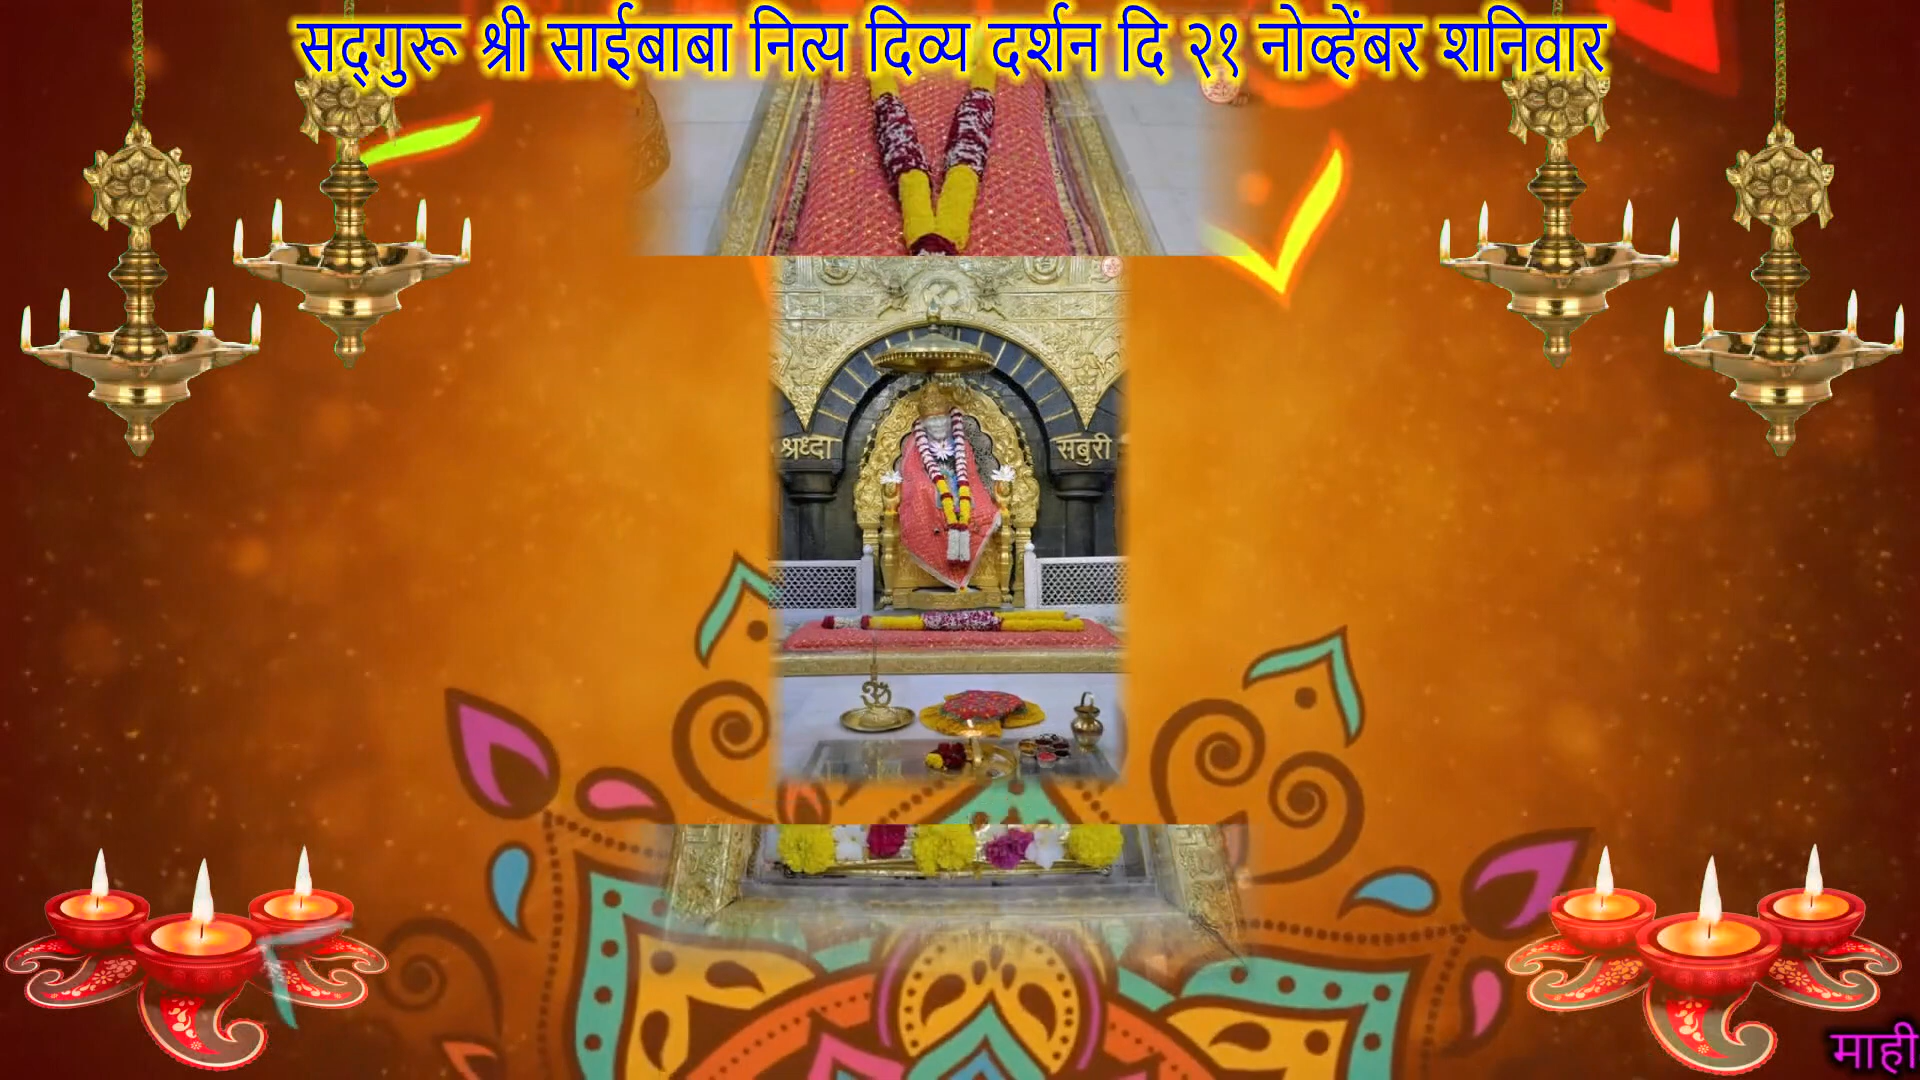 सद्गुरू श्री साईबाबा नित्य दिव्य दर्शन दि २१ नोव्हेंबर शनिवार
श्रध्दा
सबुरी
माही